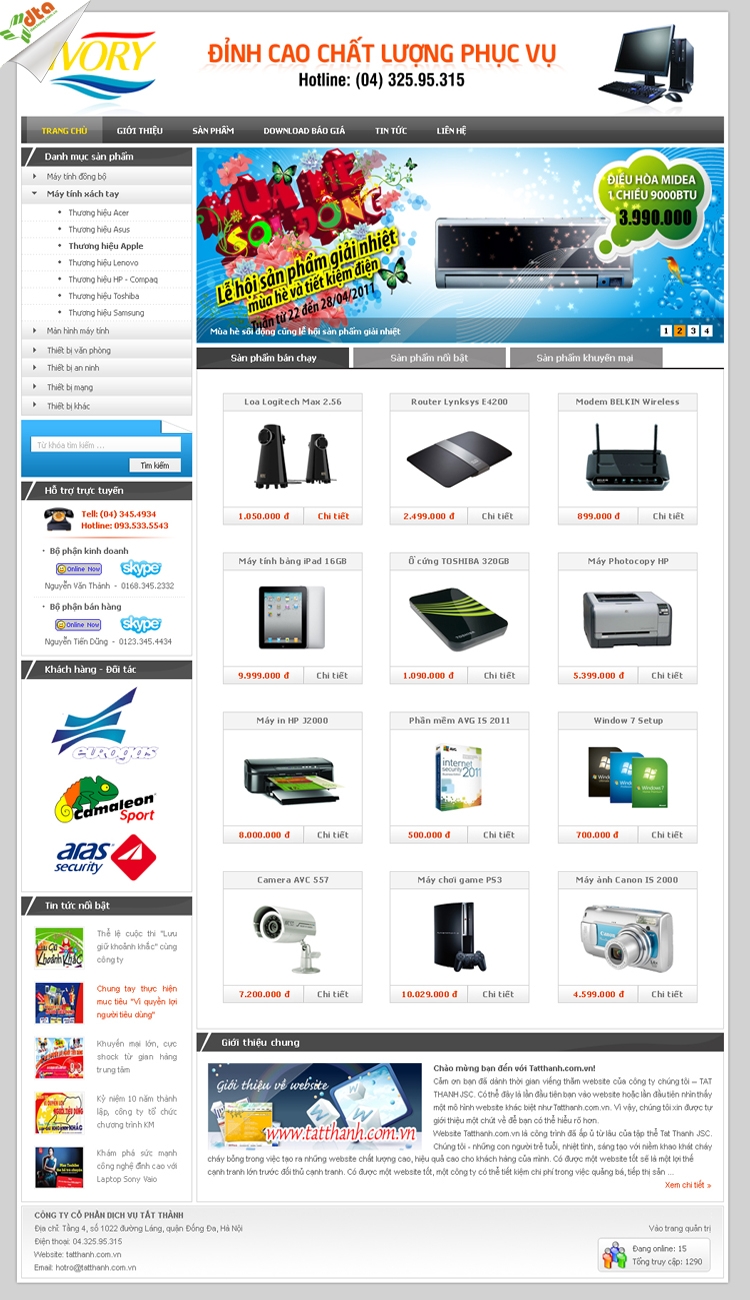 dta
IVORY
ĐỈNH CAO CHẤT LƯỢNG PHỤC VỤ
Hotline: (04) 325.95.315
TRANG CHỦ
GIỚI THIỆU
SẢN PHẨM
DOWNLOAD BÁO GIÁ
TIN TỨC
LIÊN HỆ
Danh mục sản phẩm
Máy tính đồng bộ
Máy tính xách tay
Thương hiệu Acer
Thương hiệu Asus
Thương hiệu Apple
Thương hiệu Lenovo
Thương hiệu HP - Compaq
Thương hiệu Toshiba
Thương hiệu Samsung
Màn hình máy tính
Thiết bị văn phòng
Thiết bị an ninh
Thiết bị mạng
Thiết bị khác
Từ khóa tìm kiếm ...
Tìm kiếm
Hỗ trợ trực tuyến
Tell: (04) 345.4934
Hotline: 093.533.5543
Bộ phận kinh doanh
Online Now
skype
Nguyễn Văn Thành - 0168.345.2332
Bộ phận bán hàng
Online Now
skype
Nguyễn Tiến Dũng - 0123.345.4434
Khách hàng - Đối tác
eurogas
Camaleon
Sport
aras
security
Tin tức nổi bật
Thể lệ cuộc thi "Lưu
giữ khoảnh khắc" cùng
công ty
Chung tay thực hiện
mục tiêu "Vì quyền lợi
người tiêu dùng"
Khuyến mại lớn, cực
shock từ gian hàng
trung tâm
Kỷ niệm 10 năm thành
lập, công ty tổ chức
chương trình KM
Khám phá sức mạnh
công nghệ đỉnh cao với
Laptop Sony Vaio
MÙA HÈ
SÔI ĐỘNG
Lễ hội sản phẩm giải nhiệt
mùa hè và tiết kiệm điện
Tuần từ 22 đến 28/04/2011
ĐIỀU HÒA MIDEA
1 CHIỀU 9000BTU
3.990.000
Mùa hè sôi động cùng lễ hội sản phẩm giải nhiệt
1 2 3 4
Sản phẩm bán chạy
Sản phẩm nổi bật
Sản phẩm khuyến mại
Loa Logitech Max 2.56
Router Lynksys E4200
Modem BELKIN Wireless
1.050.000 đ Chi tiết
2.499.000 đ Chi tiết
899.000 đ Chi tiết
Máy tính bảng iPad 16GB
Ổ cứng TOSHIBA 320GB
Máy Photocopy HP
9.999.000 đ Chi tiết
1.090.000 đ Chi tiết
5.399.000 đ Chi tiết
Máy in HP J2000
Phần mềm AVG IS 2011
Window 7 Setup
internet
security
2011
8.000.000 đ Chi tiết
500.000 đ Chi tiết
700.000 đ Chi tiết
Camera AVC 557
Máy chơi game PS3
Máy ảnh Canon IS 2000
7.200.000 đ Chi tiết
10.029.000 đ Chi tiết
4.599.000 đ Chi tiết
Giới thiệu chung
Giới thiệu về website
www.tatthanh.com.vn
Chào mừng bạn đến với Tatthanh.com.vn!
Cảm ơn bạn đã dành thời gian viếng thăm website của công ty chúng tôi – TAT
THANH JSC. Có thể đây là lần đầu tiên bạn vào website hoặc lần đầu tiên nhìn thấy
một mô hình website khác biệt như Tatthanh.com.vn. Vì vậy, chúng tôi xin được tự
giới thiệu một chút về để bạn có thể hiểu rõ hơn.
Website Tatthanh.com.vn là công trình đã ấp ủ từ lâu của tập thể Tat Thanh JSC.
Chúng tôi - những con người trẻ tuổi, nhiệt tình, sáng tạo với niềm khao khát cháy
cháy bỏng trong việc tạo ra những website chất lượng cao, hiệu quả cao cho khách hàng của mình. Có được một website tốt sẽ là một lợi thế
cạnh tranh lớn trước đối thủ cạnh tranh. Có được một website tốt, một công ty có thể tiết kiệm chi phí trong việc quảng bá, tiếp thị sản ...
Xem chi tiết »
CÔNG TY CỔ PHẦN DỊCH VỤ TẤT THÀNH
Địa chỉ: Tầng 4, số 1022 đường Láng, quận Đống Đa, Hà Nội
Điện thoại: 04.325.95.315
Website: tatthanh.com.vn
Email: hotro@tatthanh.com.vn
Vào trang quản trị
Đang online: 15
Tổng truy cập: 1290